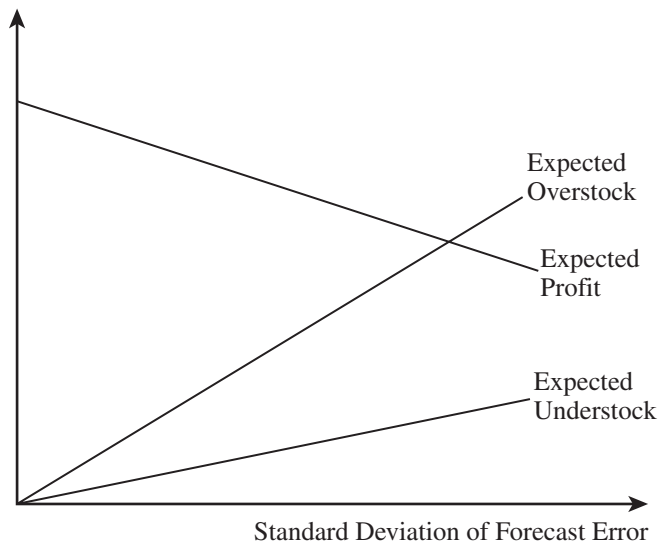 Expected
Overstock
Expected
Profit
Expected
Understock
Standard Deviation of Forecast Error